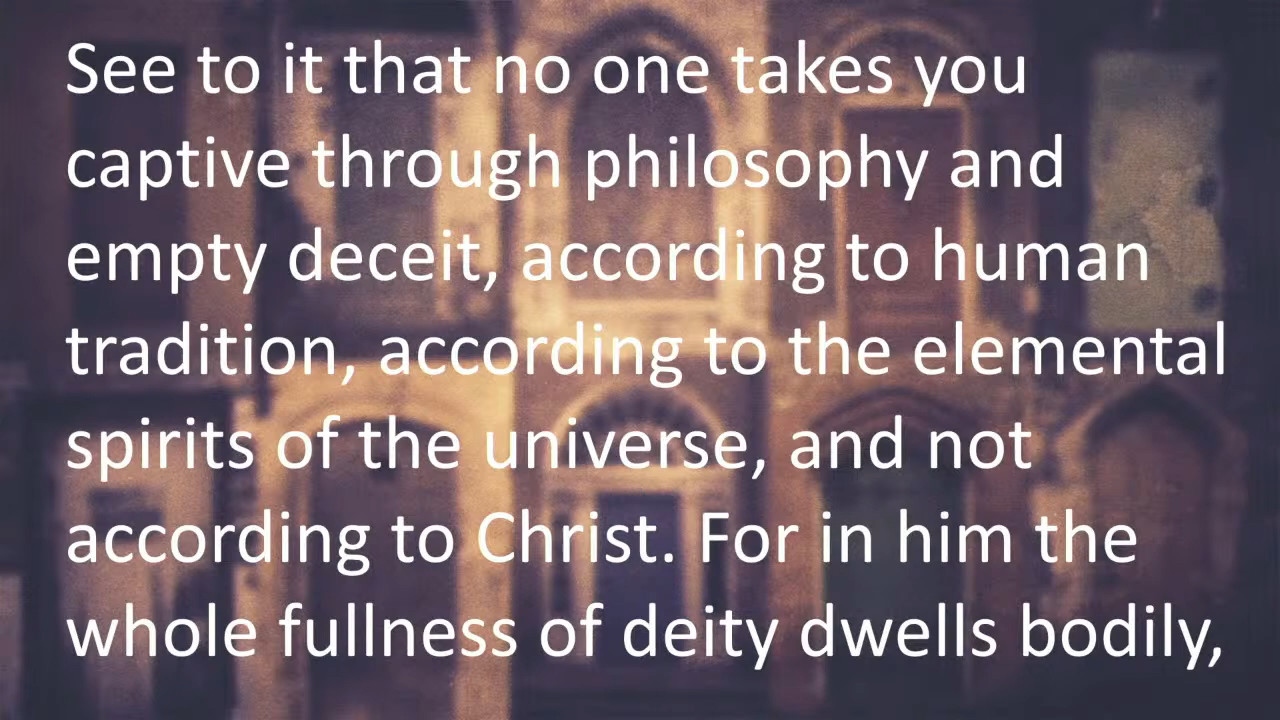 See to it that no one takes you
captive through philosophy and
empty deceit, according to human
tradition, according to the elemental
spirits of the universe, and not
according to Christ. For in him the
whole fullness of deity dwells bodily,